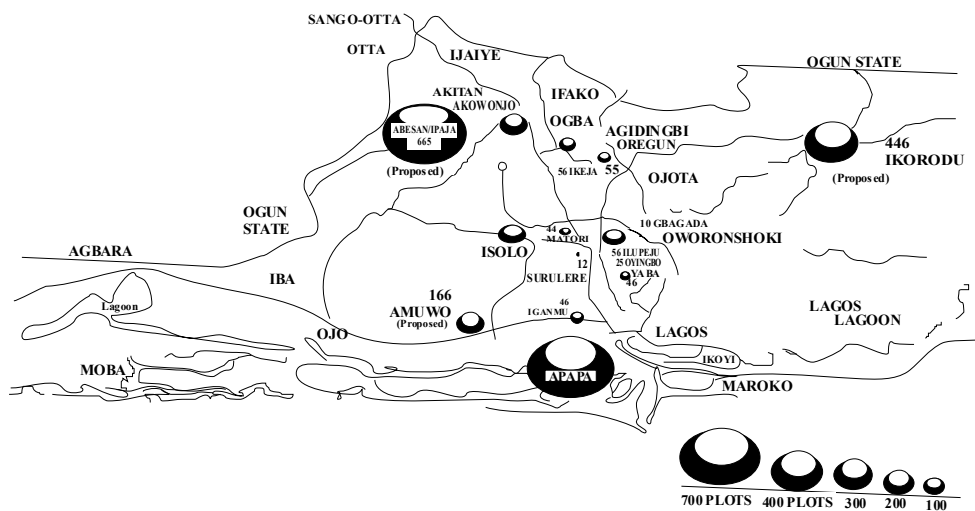 SANGO-OTTA
OTTA
IJAIYE
OGUN STATE
AKITAN
AKOWONJO
IFAKO
OGBA
ABESAN/IPAJA
665
(Proposed)
AGIDINGBI
OREGUN
446
IKORODU
(Proposed)
56 IKEJA
55
OJOTA
OGUN
STATE
10 GBAGADA
OWORONSHOKI
44
MATORI
ISOLO
56 ILUPEJU
25 OYINGBO
YABA
46
12
AGBARA
IBA
SURULERE
166
AMUWO
(Proposed)
46
IGANMU
Lagoon
LAGOS
LAGOON
OJO
LAGOS
IKOYI
MOBA
APAPA
MAROKO
700 PLOTS
400 PLOTS
300
200
100